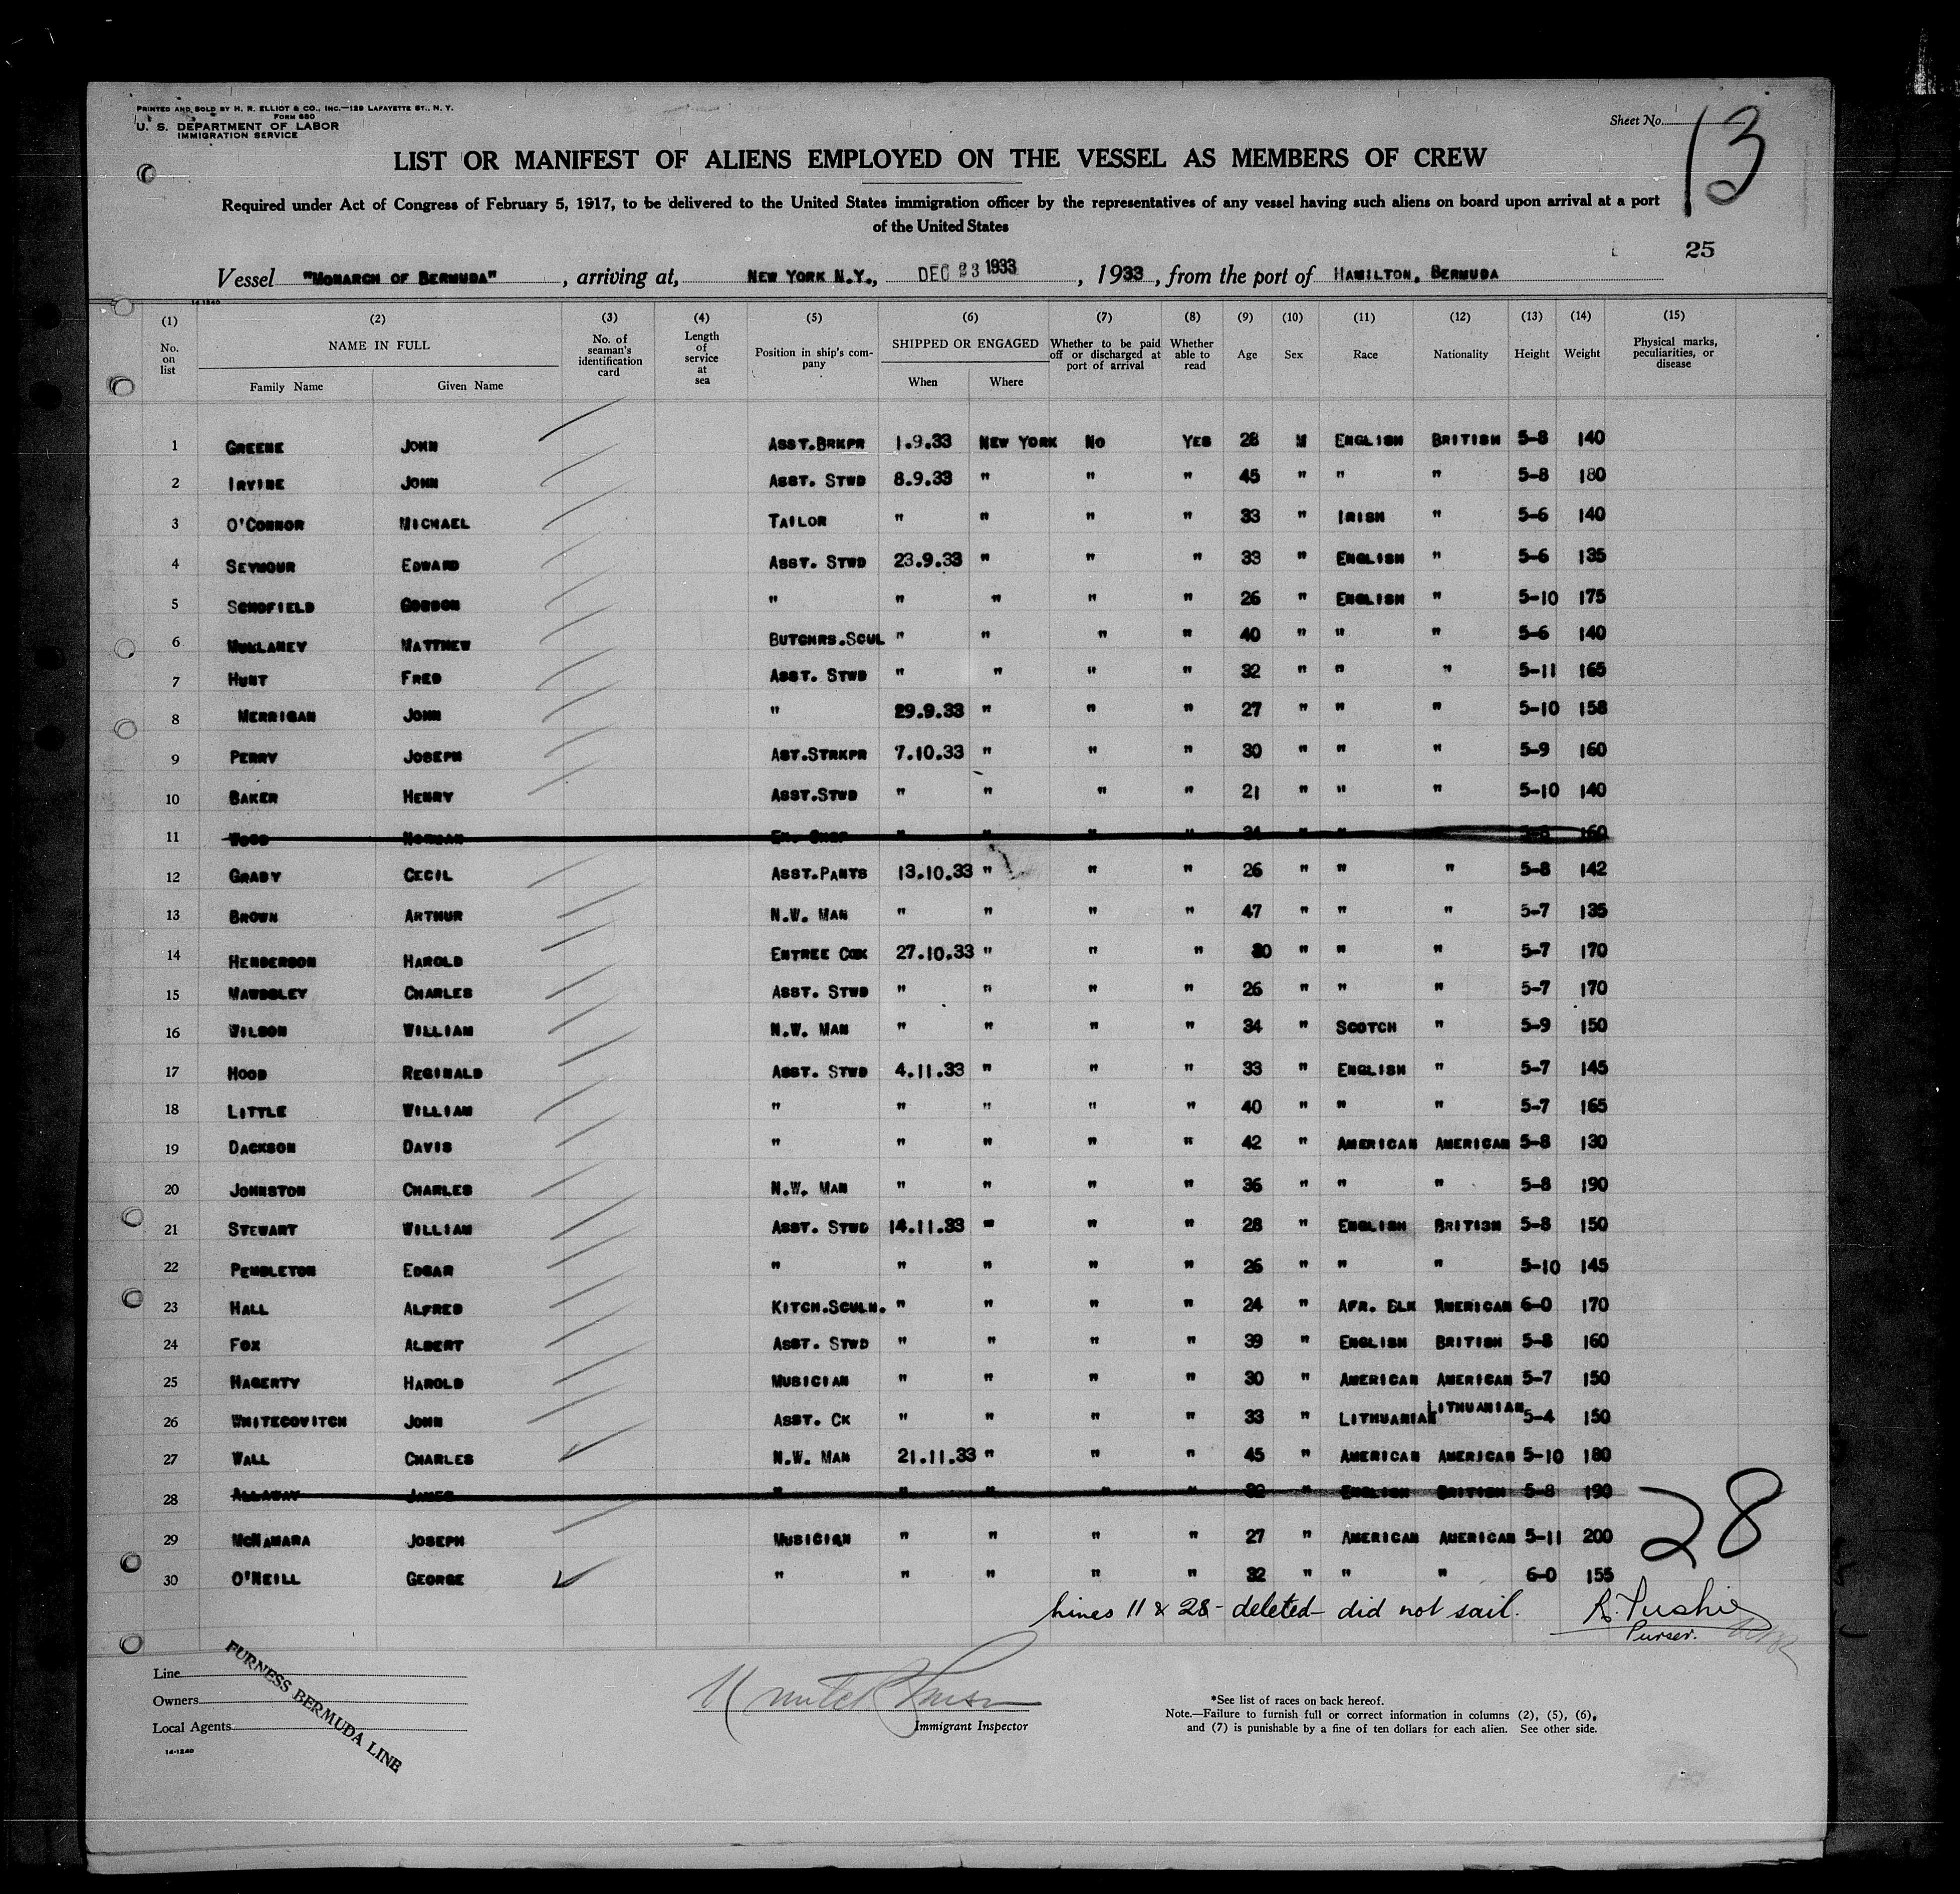 PRINTED AND SOLD BY H. R. ELLIOT & CO., INC.—129 LAFAYETTE ST., N. Y.
FORM 680
U. S. DEPARTMENT OF LABOR
IMMIGRATION SERVICE
Sheet No. 13
LIST OR MANIFEST OF ALIENS EMPLOYED ON THE VESSEL AS MEMBERS OF CREW
Required under Act of Congress of February 5, 1917, to be delivered to the United States immigration officer by the representatives of any vessel having such aliens on board upon arrival at a port
of the United States
25
Vessel "MONARCH OF BERMUDA", arriving at, NEW YORK N.Y., DEC 23 1933, 1933, from the port of HAMILTON, BERMUDA
14-1240
(1) No. on list (2) NAME IN FULL Family Name Given Name (3) No. of seaman's identification card (4) Length of service at sea (5) Position in ship's company (6) SHIPPED OR ENGAGED When Where (7) Whether to be paid off or discharged at port of arrival (8) Whether able to read (9) Age (10) Sex (11) Race (12) Nationality (13) Height (14) Weight (15) Physical marks, peculiarities, or disease
1 GREENE JOHN ASST.BRKPR 1.9.33 NEW YORK NO YES 28 M ENGLISH BRITISH 5-8 140
2 IRVINE JOHN ASST. STWD 8.9.33 " " " 45 " " " 5-8 180
3 O'CONNOR MICHAEL TAILOR " " " " 33 " IRISH " 5-6 140
4 SEYMOUR EDWARD ASST. STWD 23.9.33 " " " 33 " ENGLISH " 5-6 135
5 SCHOFIELD GORDON " " " " " 26 " ENGLISH " 5-10 175
6 MULLANEY MATTHEW BUTCHRS.SCUL " " " " 40 " " " 5-6 140
7 HUNT FRED ASST. STWD " " " " 32 " " " 5-11 165
8 MERRIGAN JOHN " 29.9.33 " " " 27 " " " 5-10 158
9 PERRY JOSEPH AST.STRKPR 7.10.33 " " " 30 " " " 5-9 160
10 BAKER HENRY ASST.STWD " " " " 21 " " " 5-10 140
11 WOOD NORMAN " " " " " " 5-8 160
12 GRADY CECIL ASST.PANTS 13.10.33 " " " 26 " " " 5-8 142
13 BROWN ARTHUR N.W. MAN " " " " 47 " " " 5-7 135
14 HENDERSON HAROLD ENTREE COOK 27.10.33 " " " 30 " " " 5-7 170
15 MAWDSLEY CHARLES ASST. STWD " " " " 26 " " " 5-7 170
16 WILSON WILLIAM N.W. MAN " " " " 34 " SCOTCH " 5-9 150
17 HOOD REGINALD ASST. STWD 4.11.33 " " " 33 " ENGLISH " 5-7 145
18 LITTLE WILLIAM " " " " " 40 " " " 5-7 165
19 DACKSON DAVIS " " " " " 42 " AMERICAN AMERICAN 5-8 130
20 JOHNSTON CHARLES N.W. MAN " " " " 36 " " " 5-8 190
21 STEWART WILLIAM ASST. STWD 14.11.33 " " " 28 " ENGLISH BRITISH 5-8 150
22 PENDLETON EDGAR " " " " " 26 " " " 5-10 145
23 HALL ALFRED KITCH.SCULN. " " " " 24 " AFR. BLK AMERICAN 6-0 170
24 FOX ALBERT ASST. STWD " " " " 39 " ENGLISH BRITISH 5-8 160
25 HAGERTY HAROLD MUSICIAN " " " " 30 " AMERICAN AMERICAN 5-7 150
26 WHITECOVITCH JOHN ASST. CK " " " " 33 " LITHUANIAN LITHUANIAN 5-4 150
27 WALL CHARLES N.W. MAN 21.11.33 " " " 45 " AMERICAN AMERICAN 5-10 180
28 ALLAWAY JAMES " " " " " 32 " ENGLISH BRITISH 5-8 190
29 MCNAMARA JOSEPH MUSICIAN " " " " 27 " AMERICAN AMERICAN 5-11 200
30 O'NEILL GEORGE " " " " " 32 " " " 6-0 155
28
Lines 11 & 28 - deleted - did not sail.
Purser.
Line
Owners
Local Agents
FURNESS BERMUDA LINE
14-1240
Immigrant Inspector
*See list of races on back hereof.
Note.—Failure to furnish full or correct information in columns (2), (5), (6),
and (7) is punishable by a fine of ten dollars for each alien. See other side.